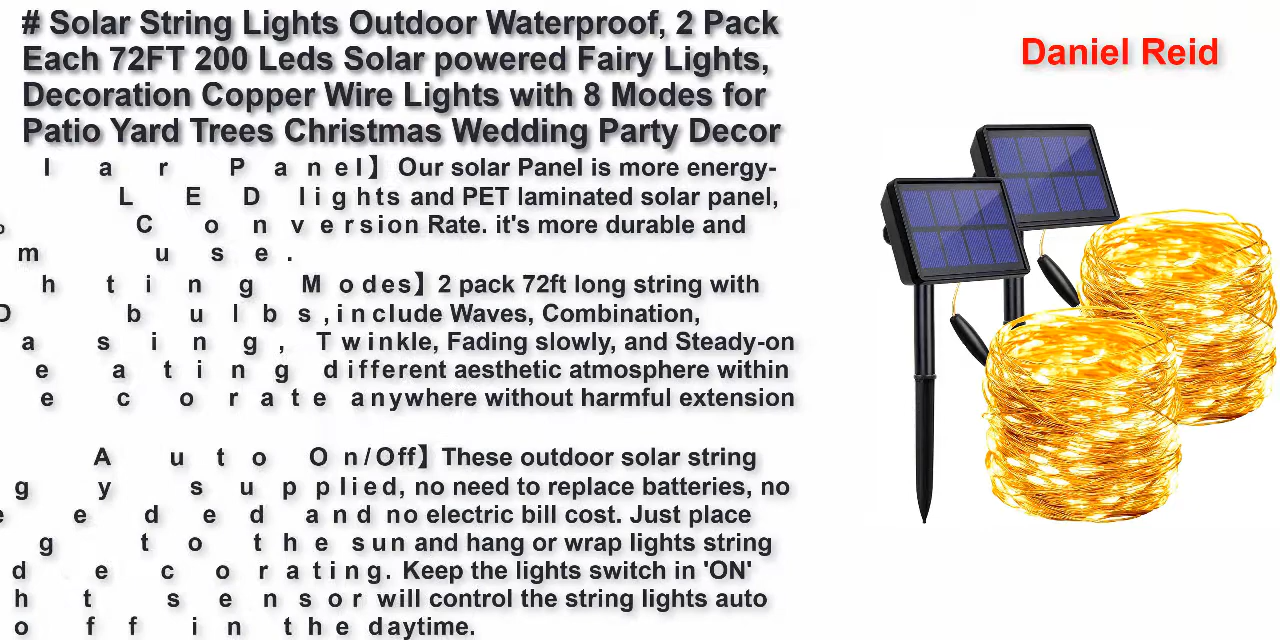 # Solar String Lights Outdoor Waterproof, 2 Pack
Each 72FT 200 Leds Solar powered Fairy Lights,
Decoration Copper Wire Lights with 8 Modes for
Patio Yard Trees Christmas Wedding Party Decor
Daniel Reid
l a r P a n e l】 Our solar Panel is more energy-
L E D l i g h t s and PET laminated solar panel,
C o n v e r s i o n Rate. it's more durable and
m u s e .
h t i n g M o d e s】 2 pack 72ft long string with
D b u l b s , i n c l u d e Waves, Combination,
a s i n g , T w i n k l e, Fading slowly, and Steady-on
e a t i n g d i f f e r e n t aesthetic atmosphere within
e c o r a t e a n y where without harmful extension
A u t o O n / O f f】 These outdoor solar string
g y s u p p l i e d, no need to replace batteries, no
e e d e d a n d no electric bill cost. Just place
g t o t h e s u n and hang or wrap lights string
d e c o r a t i n g. Keep the lights switch in 'ON'
h t s e n s o r will control the string lights auto
o f f i n t h e daytime.